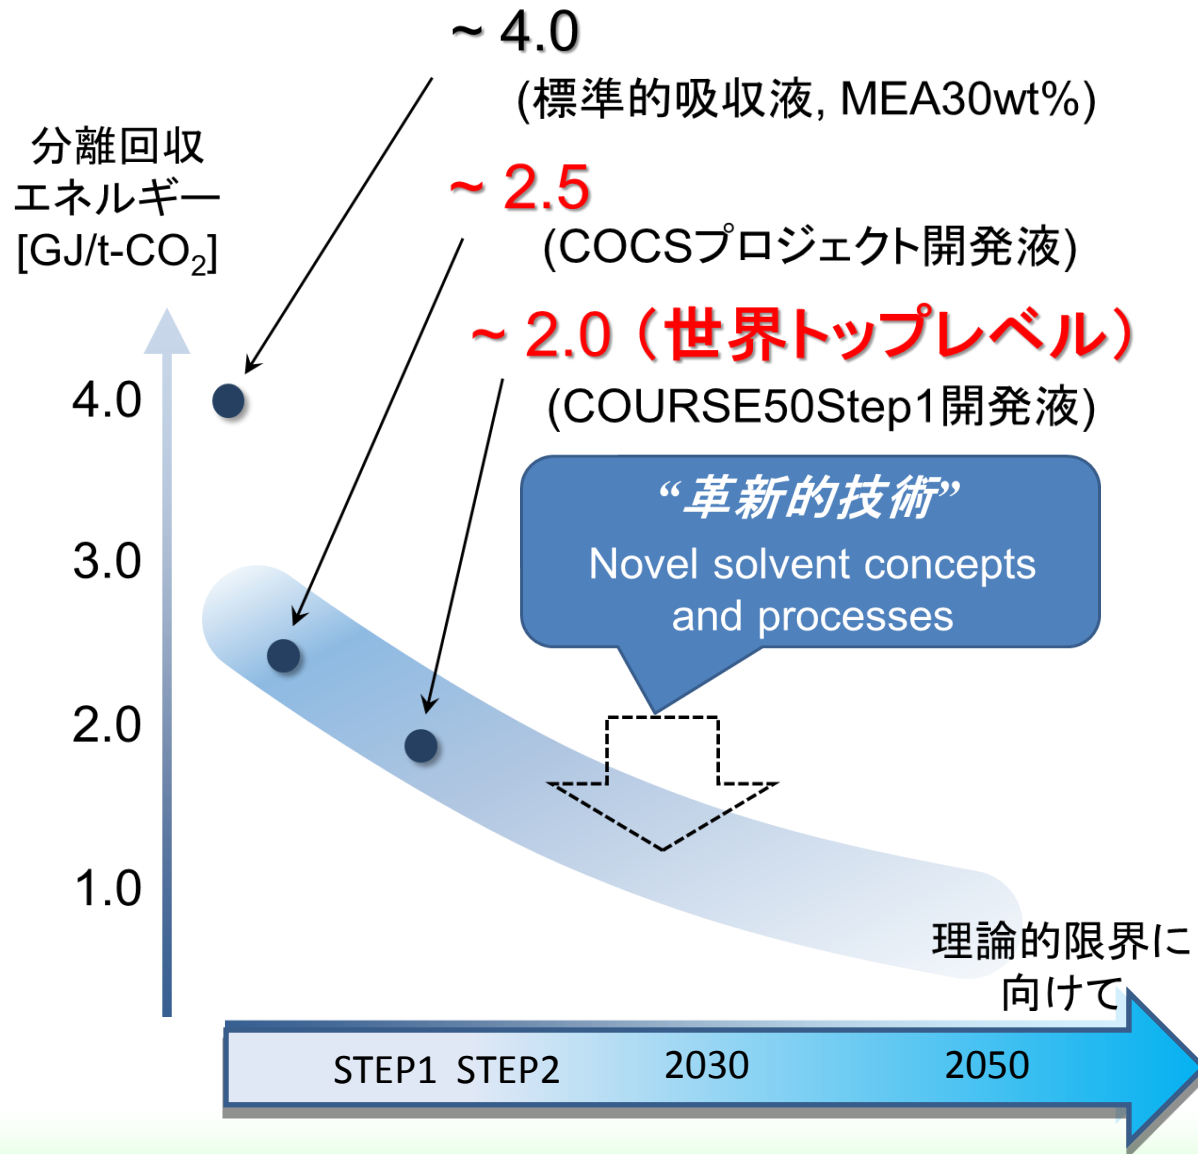 ~ 4.0
(標準的吸収液, MEA30wt%)
分離回収
エネルギー
[GJ/t-CO₂]
~ 2.5
(COCSプロジェクト開発液)
~ 2.0（世界トップレベル）
(COURSE50Step1開発液)
4.0
3.0
2.0
1.0
“革新的技術”
Novel solvent concepts
and processes
理論的限界に
向けて
STEP1 STEP2 2030 2050